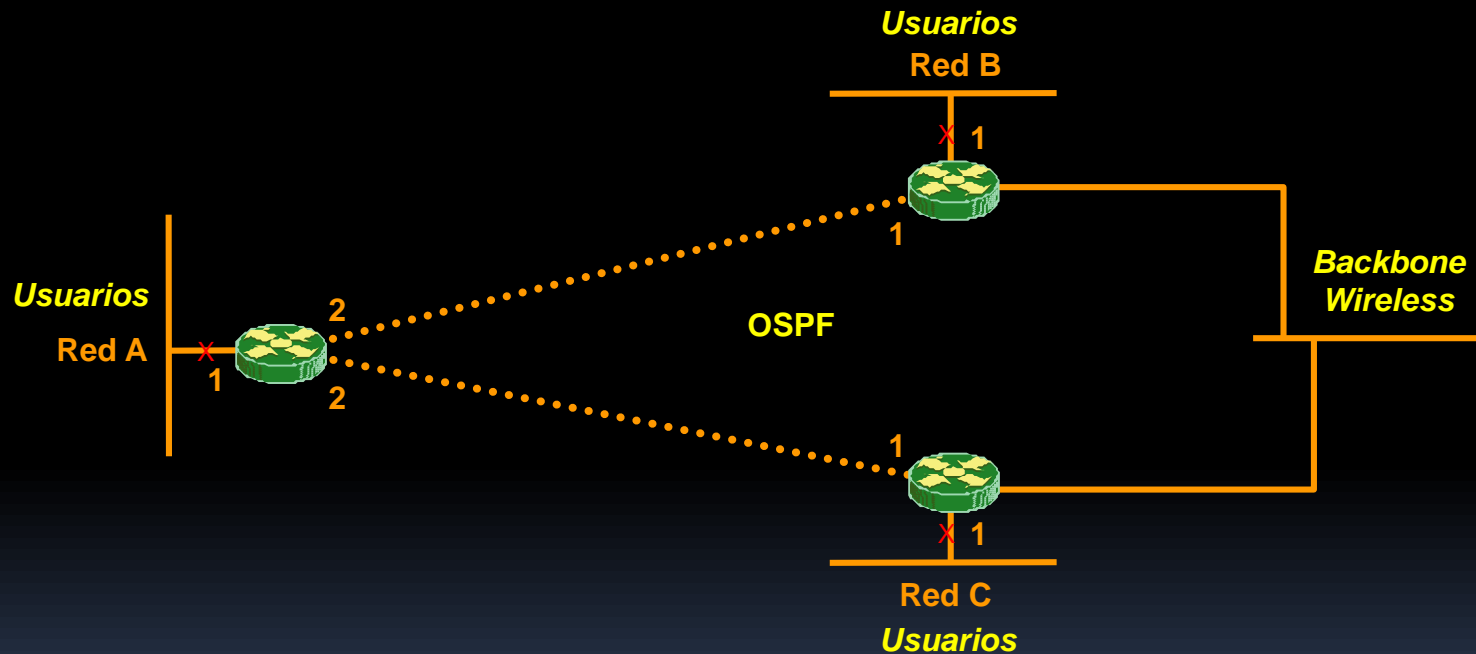 Usuarios
Red B
1
1
Backbone
Wireless
Usuarios
Red A
1
2
2
OSPF
1
1
Red C
Usuarios